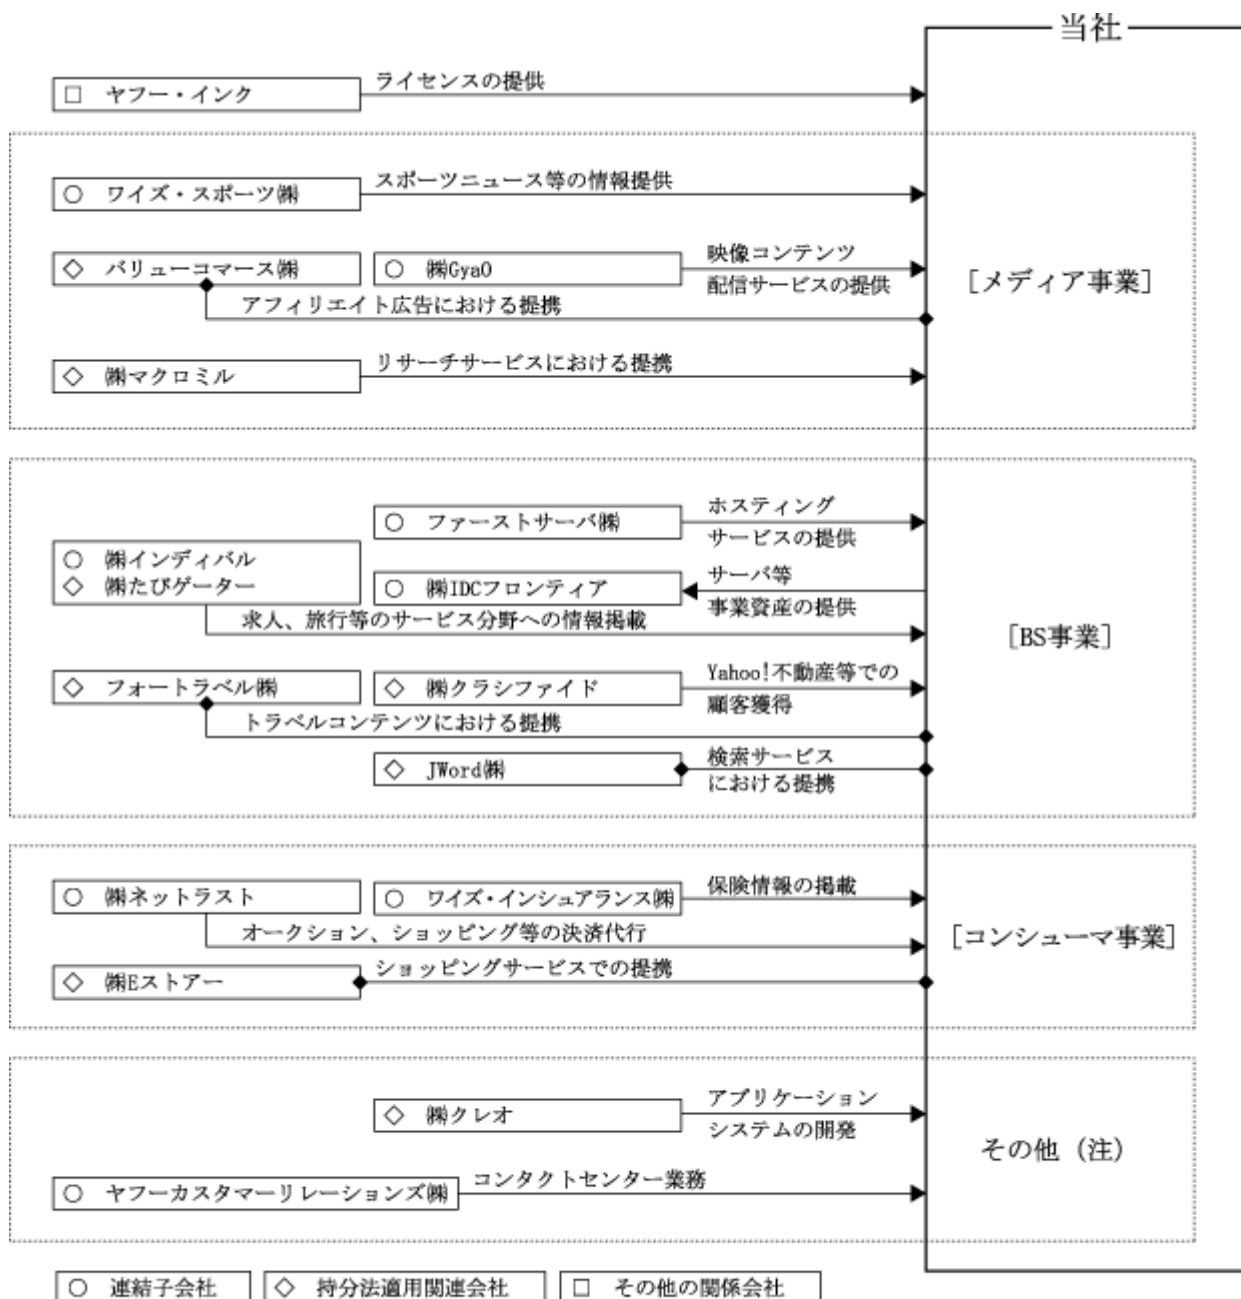 当社
□ ヤフー・インク
ライセンスの提供
○ ワイズ・スポーツ㈱
スポーツニュース等の情報提供
◇ バリューコマース㈱
○ ㈱GyaO
映像コンテンツ
配信サービスの提供
アフィリエイト広告における提携
[メディア事業]
◇ ㈱マクロミル
リサーチサービスにおける提携
○ ファーストサーバ㈱
ホスティング
サービスの提供
○ ㈱インディバル
◇ ㈱たびゲーター
○ ㈱IDCフロンティア
サーバ等
事業資産の提供
求人、旅行等のサービス分野への情報掲載
[BS事業]
◇ フォートラベル㈱
◇ ㈱クラシファイド
Yahoo!不動産等での
顧客獲得
トラベルコンテンツにおける提携
◇ JWord㈱
検索サービス
における提携
○ ㈱ネットラスト
○ ワイズ・インシュアランス㈱
保険情報の掲載
オークション、ショッピング等の決済代行
[コンシューマ事業]
◇ ㈱Eストアー
ショッピングサービスでの提携
◇ ㈱クレオ
アプリケーション
システムの開発
その他（注）
○ ヤフーカスタマーリレーションズ㈱
コンタクトセンター業務
○ 連結子会社
◇ 持分法適用関連会社
□ その他の関係会社